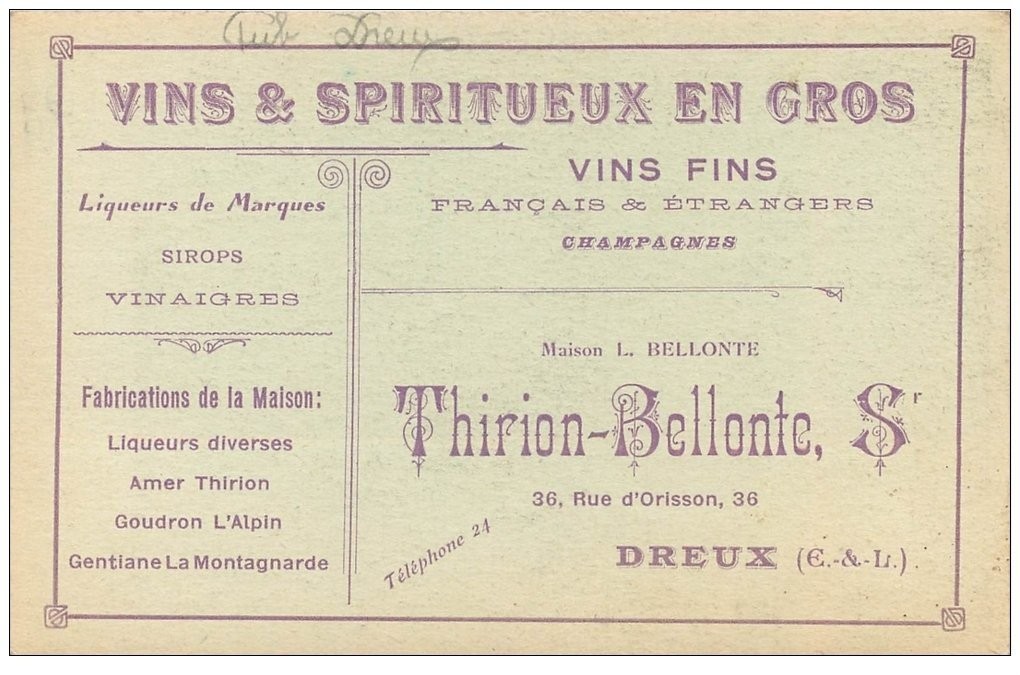 Pub Dreux
VINS & SPIRITUEUX EN GROS
Liqueurs de Marques
SIROPS
VINAIGRES
Fabrications de la Maison:
Liqueurs diverses
Amer Thirion
Goudron L'Alpin
Gentiane La Montagnarde
VINS FINS
FRANÇAIS & ÉTRANGERS
CHAMPAGNES
Maison L. BELLONTE
Thirion-Bellonte, Sr
36, Rue d'Orisson, 36
Téléphone 24
DREUX (E.-&-L.)